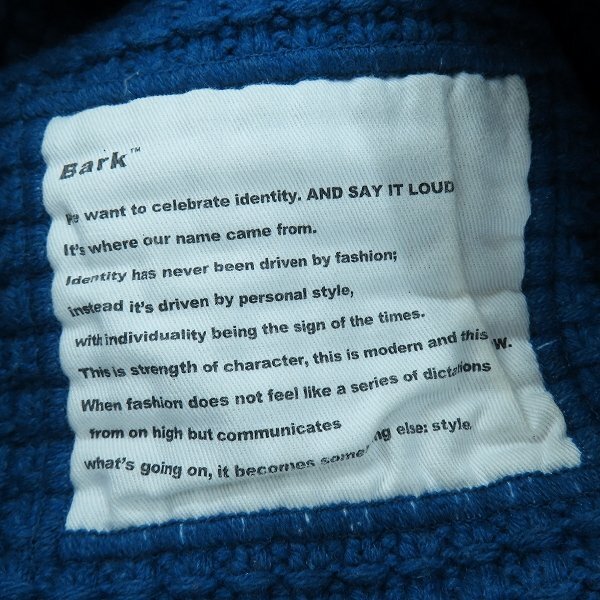 Bark™
We want to celebrate identity. AND SAY IT LOUD
It's where our name came from.
Identity has never been driven by fashion;
instead it's driven by personal style,
with individuality being the sign of the times.
This is strength of character, this is modern and this W.
When fashion does not feel like a series of dictations
from on high but communicates
what's going on, it becomes something else: style